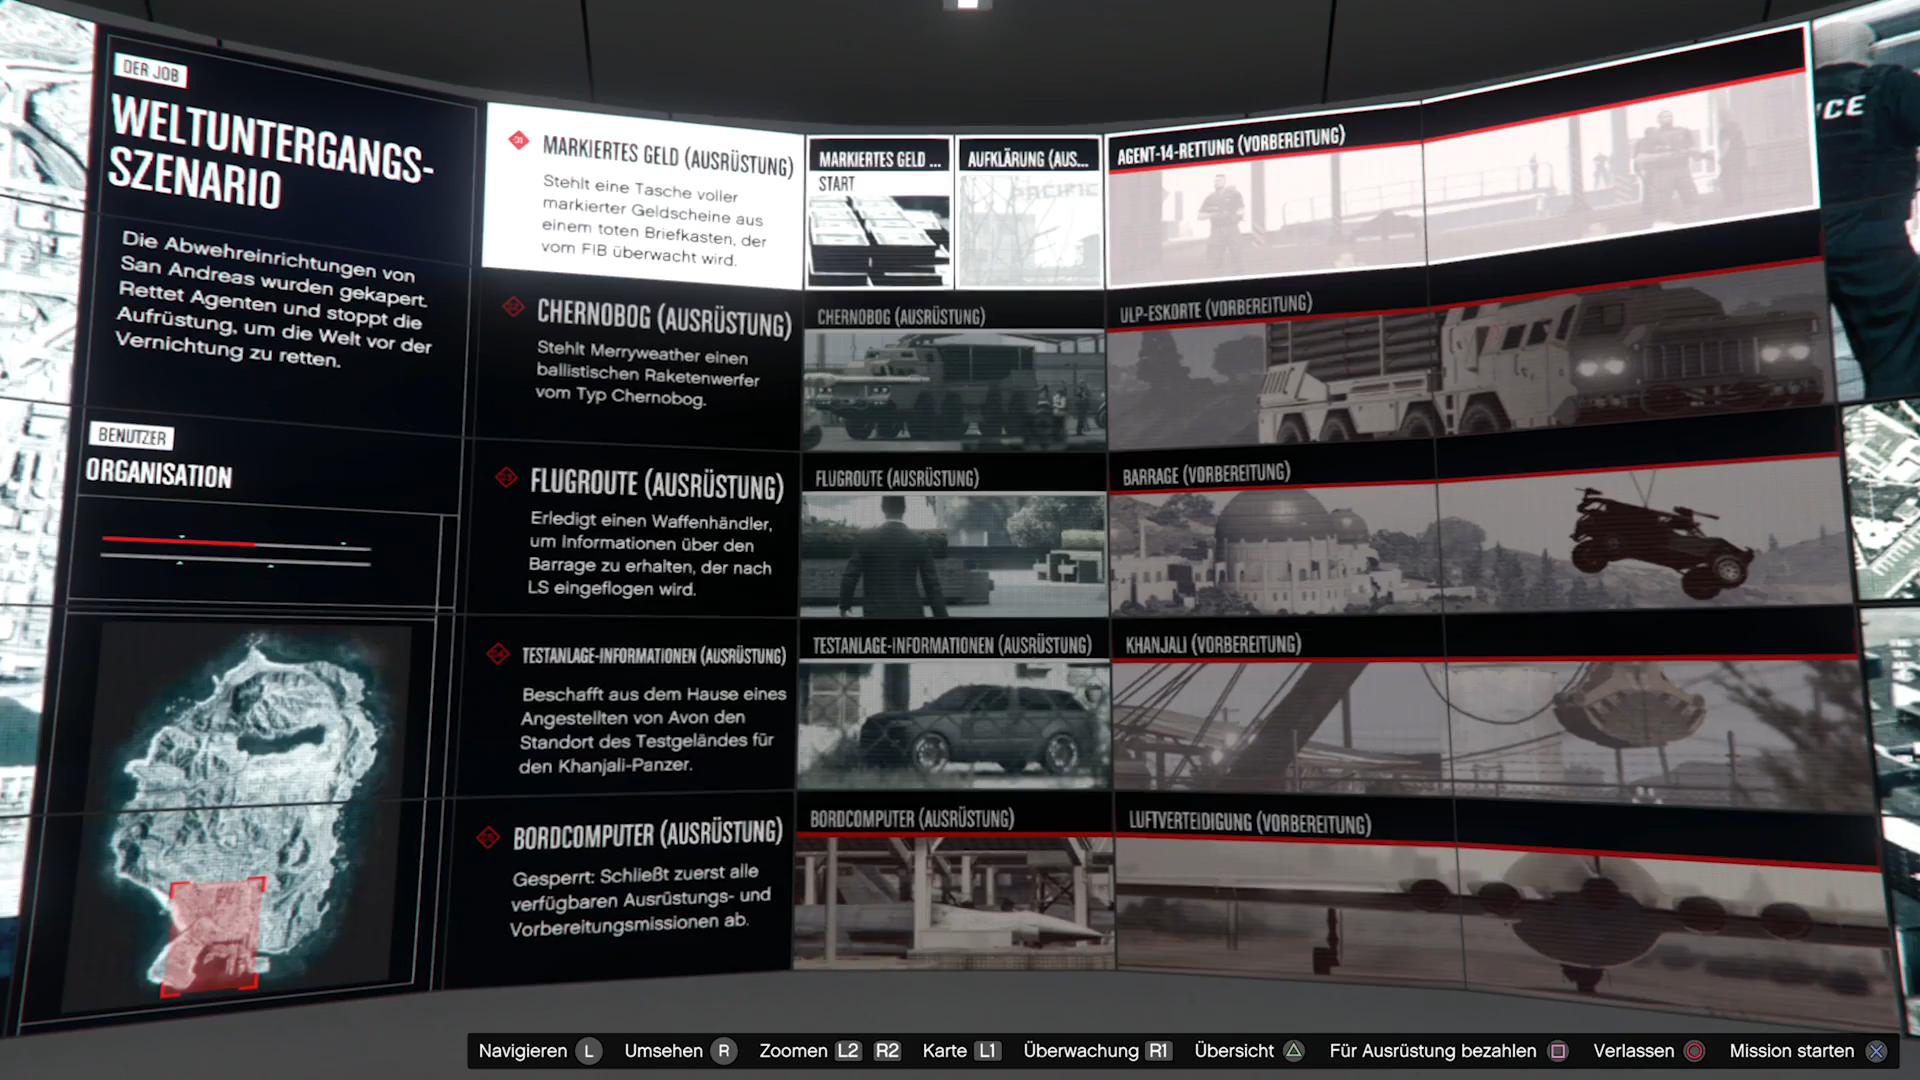 DER JOB
WELTUNTERGANGS-
SZENARIO
Die Abwehreinrichtungen von
San Andreas wurden gekapert.
Rettet Agenten und stoppt die
Aufrüstung, um die Welt vor der
Vernichtung zu retten.
BENUTZER
ORGANISATION
MARKIERTES GELD (AUSRÜSTUNG)
Stehlt eine Tasche voller
markierter Geldscheine aus
einem toten Briefkasten, der
vom FIB überwacht wird.
MARKIERTES GELD ...
START
AUFKLÄRUNG (AUS...
PACIFIC
AGENT-14-RETTUNG (VORBEREITUNG)
CHERNOBOG (AUSRÜSTUNG)
Stehlt Merryweather einen
ballistischen Raketenwerfer
vom Typ Chernobog.
CHERNOBOG (AUSRÜSTUNG)
ULP-ESKORTE (VORBEREITUNG)
FLUGROUTE (AUSRÜSTUNG)
Erledigt einen Waffenhändler,
um Informationen über den
Barrage zu erhalten, der nach
LS eingeflogen wird.
FLUGROUTE (AUSRÜSTUNG)
BARRAGE (VORBEREITUNG)
TESTANLAGE-INFORMATIONEN (AUSRÜSTUNG)
Beschafft aus dem Hause eines
Angestellten von Avon den
Standort des Testgeländes für
den Khanjali-Panzer.
TESTANLAGE-INFORMATIONEN (AUSRÜSTUNG)
KHANJALI (VORBEREITUNG)
BORDCOMPUTER (AUSRÜSTUNG)
Gesperrt: Schließt zuerst alle
verfügbaren Ausrüstungs- und
Vorbereitungsmissionen ab.
BORDCOMPUTER (AUSRÜSTUNG)
LUFTVERTEIDIGUNG (VORBEREITUNG)
ICE
Navigieren L Umsehen R Zoomen L2 R2 Karte L1 Überwachung R1 Übersicht Für Ausrüstung bezahlen Verlassen Mission starten